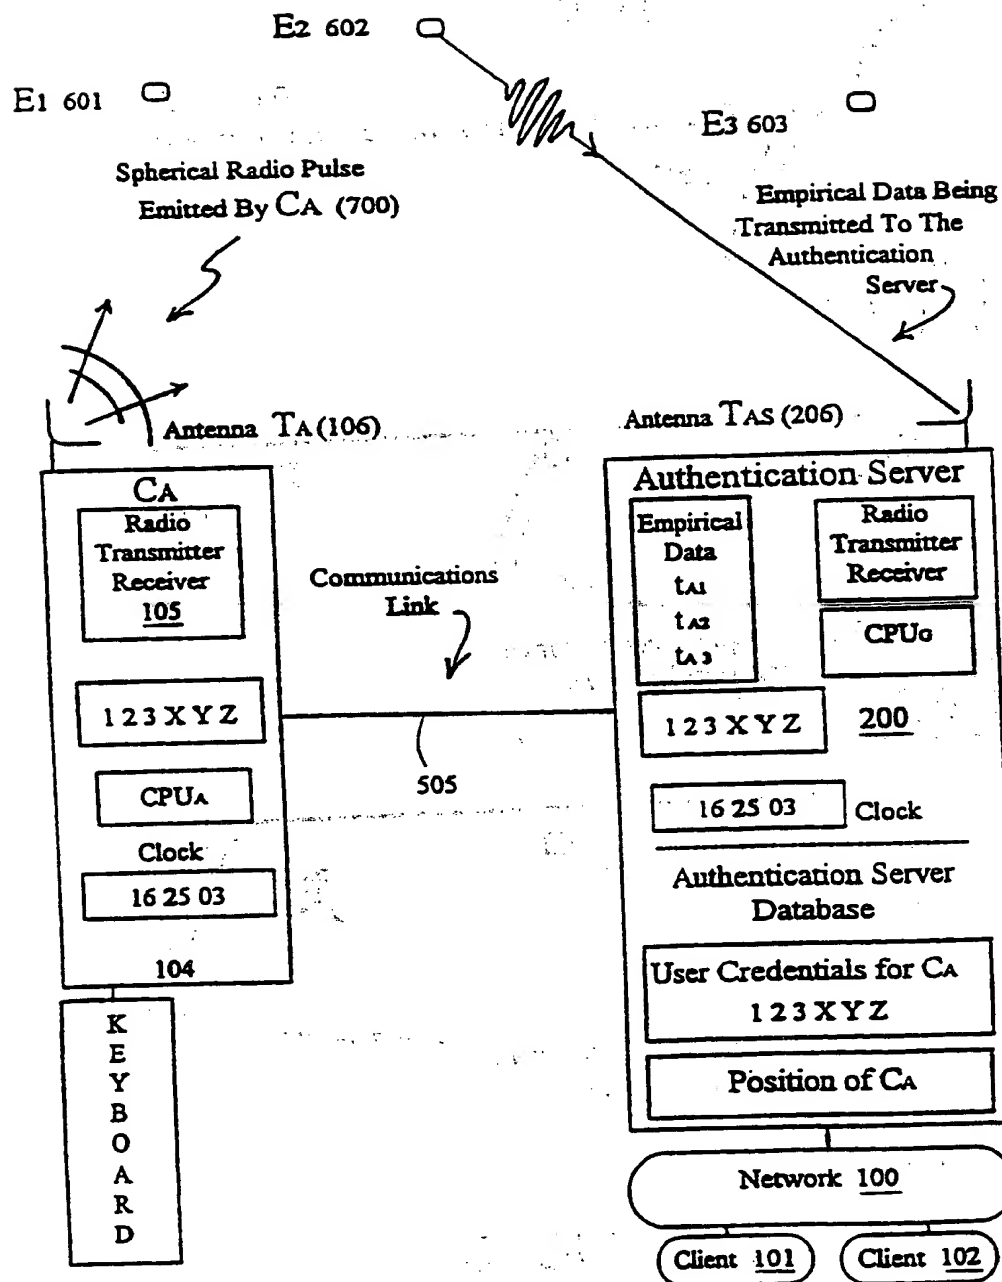 E2 602
E1 601
E3 603
Spherical Radio Pulse
Emitted By CA (700)
Empirical Data Being
Transmitted To The
Authentication
Server
Antenna TA (106)
Antenna TAS (206)
CA
Radio
Transmitter
Receiver
105
1 2 3 X Y Z
CPUA
Clock
16 25 03
104
K
E
Y
B
O
A
R
D
Communications
Link
505
Authentication Server
Empirical
Data
tA1
tA2
tA3
Radio
Transmitter
Receiver
CPUG
1 2 3 X Y Z
200
16 25 03
Clock
Authentication Server
Database
User Credentials for CA
1 2 3 X Y Z
Position of CA
Network 100
Client 101
Client 102